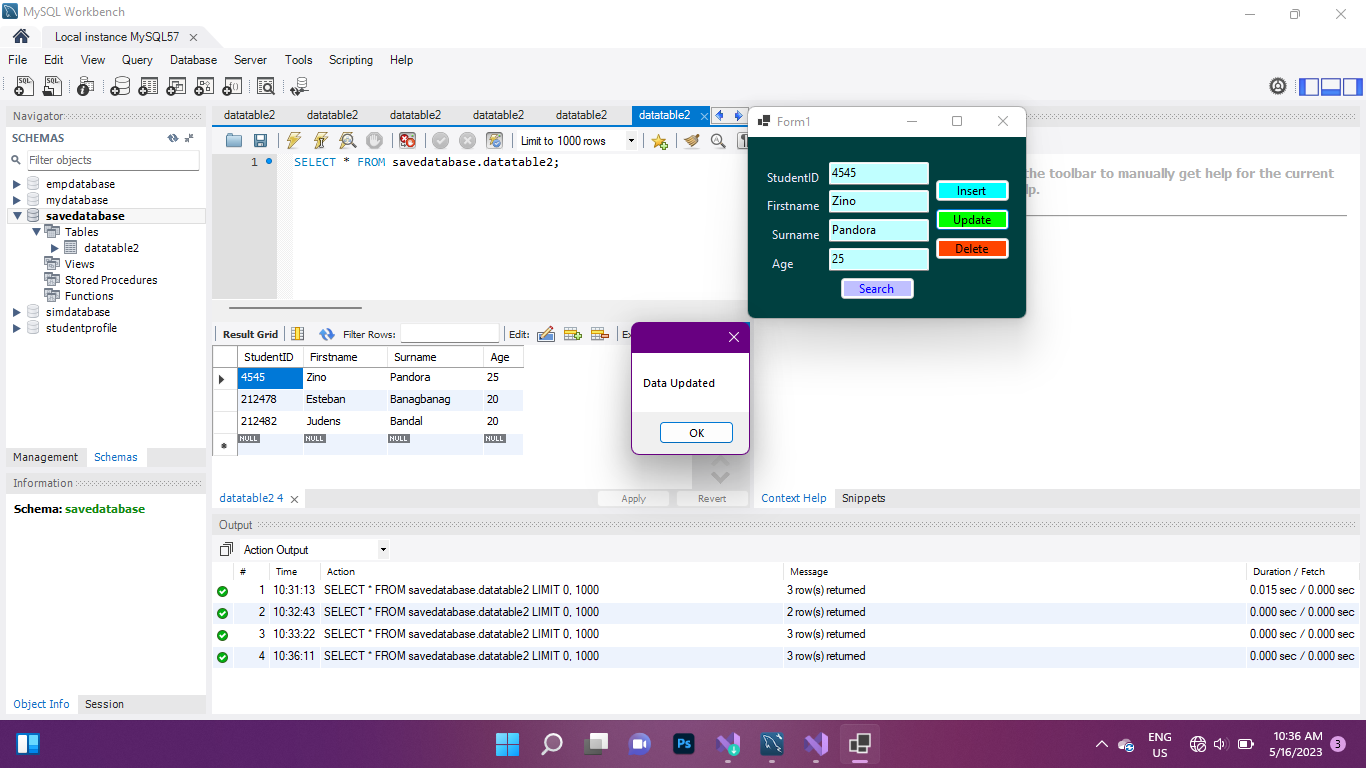 MySQL Workbench
Local instance MySQL57
File Edit View Query Database Server Tools Scripting Help
Navigator
SCHEMAS
Filter objects
empdatabase
mydatabase
savedatabase
Tables
datatable2
Views
Stored Procedures
Functions
simdatabase
studentprofile
Management Schemas
Information
Schema: savedatabase
Object Info Session
datatable2 datatable2 datatable2 datatable2 datatable2 datatable2
Limit to 1000 rows
1 SELECT * FROM savedatabase.datatable2;
Form1
StudentID 4545
Firstname Zino
Surname Pandora
Age 25
Insert
Update
Delete
Search
the toolbar to manually get help for the current
Result Grid Filter Rows: Edit:
StudentID Firstname Surname Age
4545 Zino Pandora 25
212478 Esteban Banagbanag 20
212482 Judens Bandal 20
NULL NULL NULL NULL
Data Updated
OK
datatable2 4
Apply Revert
Context Help Snippets
Output
Action Output
# Time Action Message Duration / Fetch
1 10:31:13 SELECT * FROM savedatabase.datatable2 LIMIT 0, 1000 3 row(s) returned 0.015 sec / 0.000 sec
2 10:32:43 SELECT * FROM savedatabase.datatable2 LIMIT 0, 1000 2 row(s) returned 0.000 sec / 0.000 sec
3 10:33:22 SELECT * FROM savedatabase.datatable2 LIMIT 0, 1000 3 row(s) returned 0.000 sec / 0.000 sec
4 10:36:11 SELECT * FROM savedatabase.datatable2 LIMIT 0, 1000 3 row(s) returned 0.000 sec / 0.000 sec
Ps
ENG
US
10:36 AM
5/16/2023
3